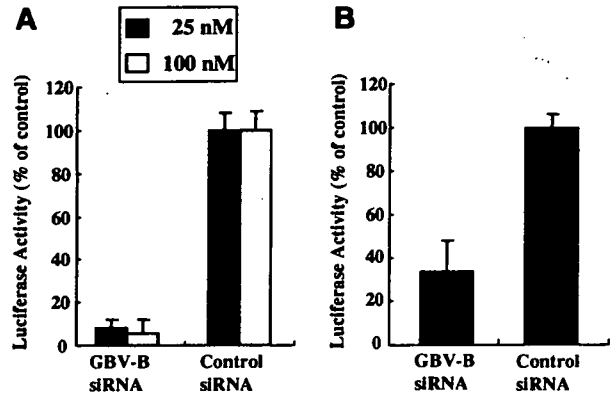 A
25 nM
100 nM
Luciferase Activity (% of control)
120
100
80
60
40
20
0
GBV-B
siRNA
Control
siRNA
B
Luciferase Activity (% of control)
120
100
80
60
40
20
0
GBV-B
siRNA
Control
siRNA